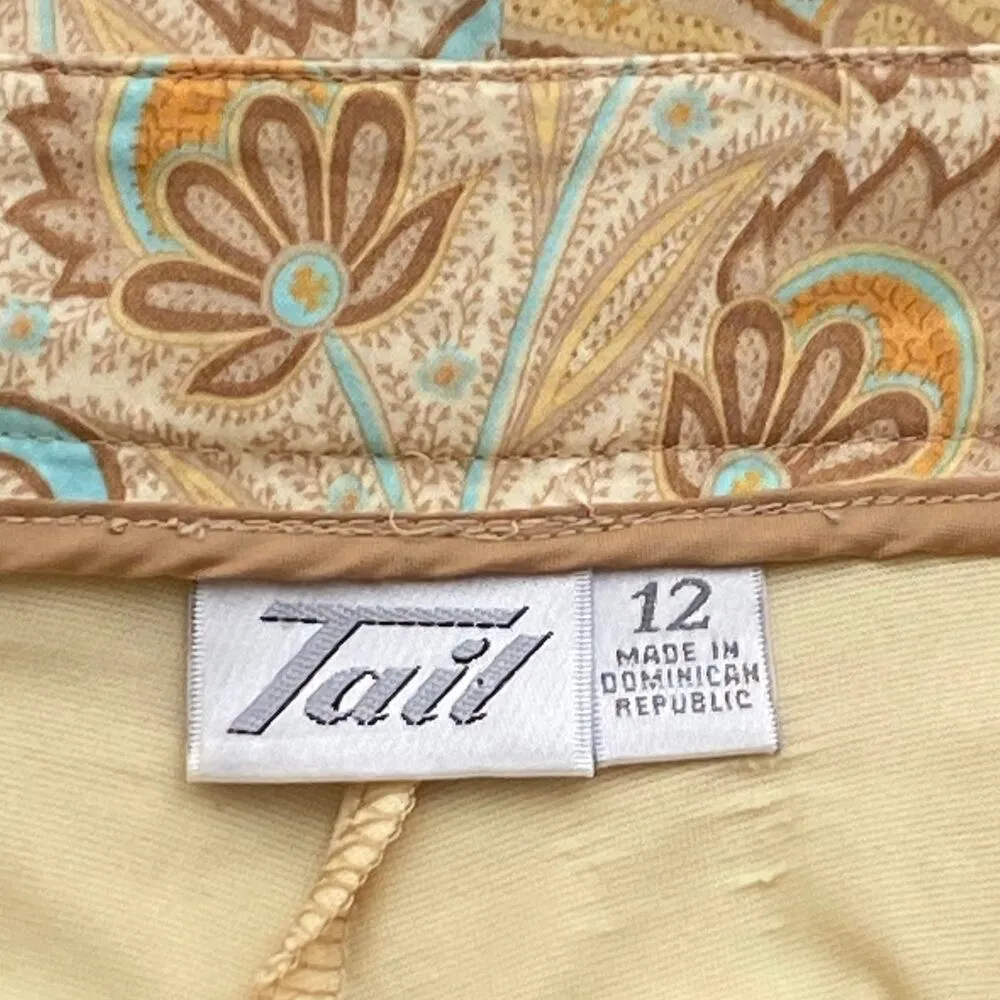 Tail
12
MADE IN
DOMINICAN
REPUBLIC